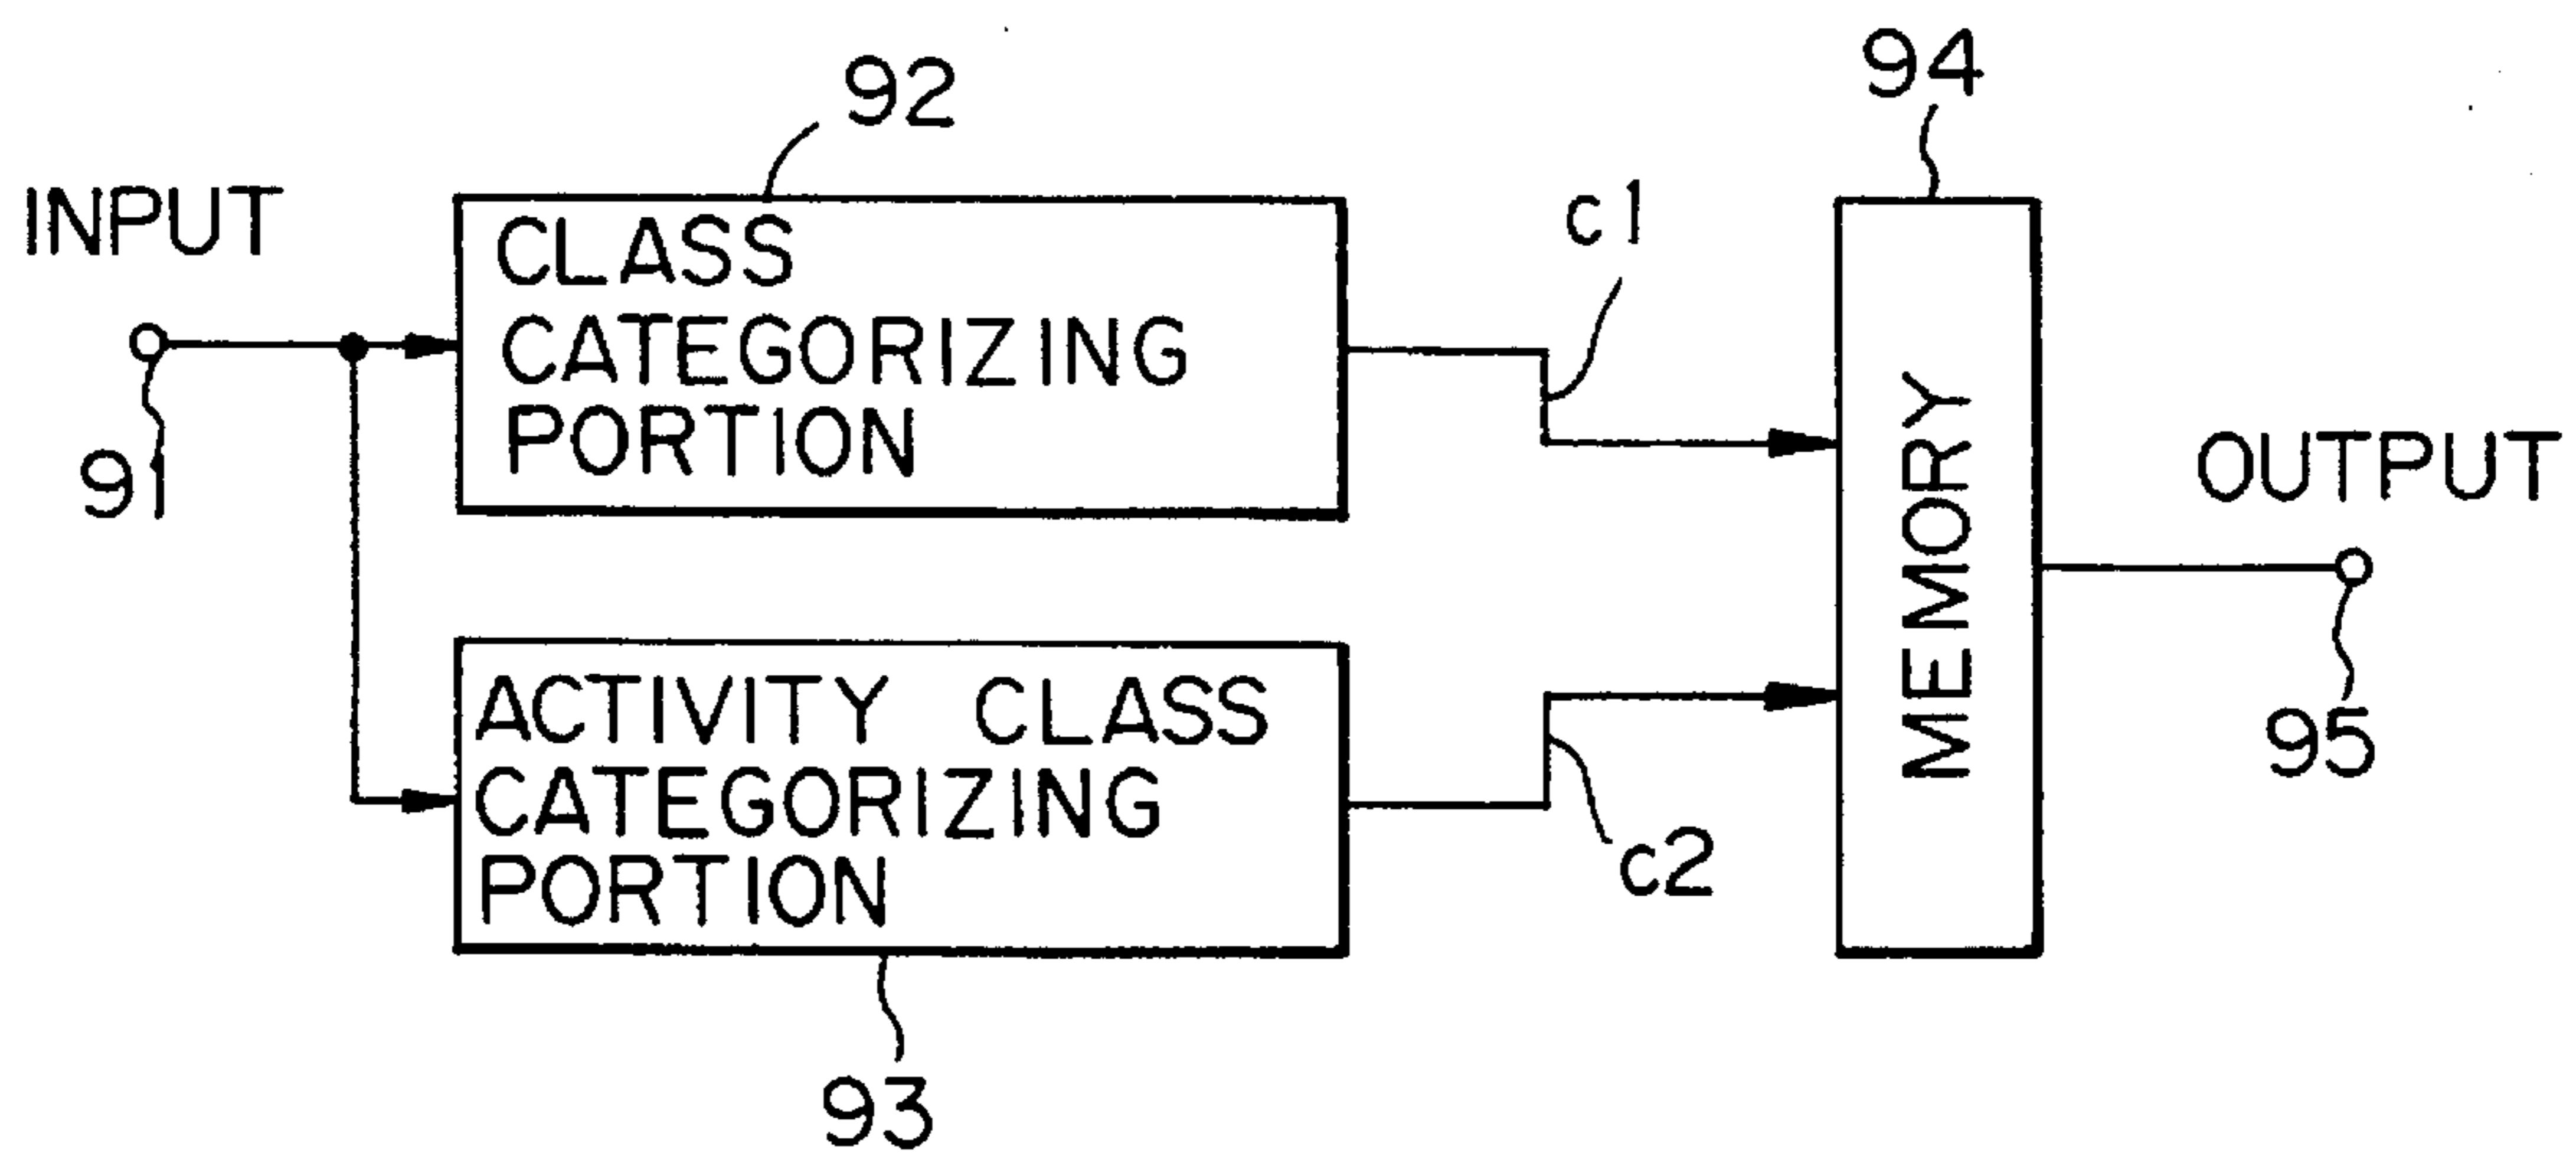 92
94
INPUT
CLASS
CATEGORIZING
PORTION
c1
91
MEMORY
OUTPUT
ACTIVITY CLASS
CATEGORIZING
PORTION
c2
95
93